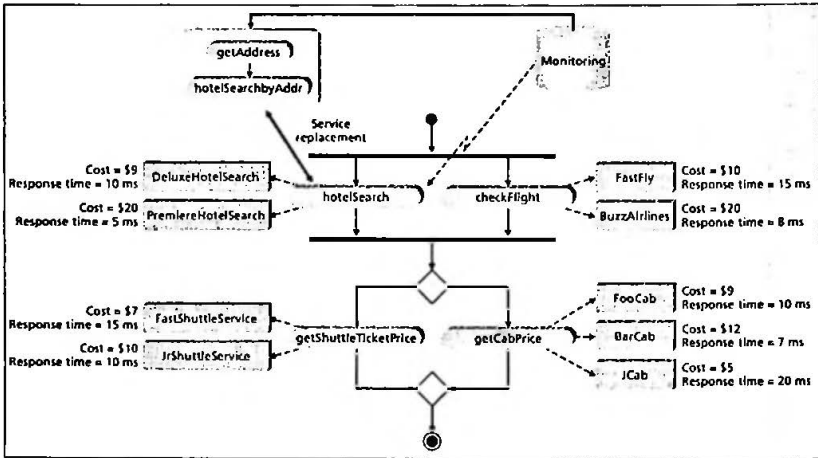 getAddress
hotelSearchbyAddr
Monitoring
Service
replacement
Cost = $9
Response time = 10 ms
DeluxeHotelSearch
Cost = $20
Response time = 5 ms
PremiereHotelSearch
hotelSearch
checkFlight
FastFly
Cost = $10
Response time = 15 ms
BuzzAirlines
Cost = $20
Response time = 8 ms
Cost = $7
Response time = 15 ms
FastShuttleService
Cost = $10
Response time = 10 ms
JrShuttleService
getShuttleTicketPrice
getCabPrice
FooCab
Cost = $9
Response time = 10 ms
BarCab
Cost = $12
Response time = 7 ms
JCab
Cost = $5
Response time = 20 ms